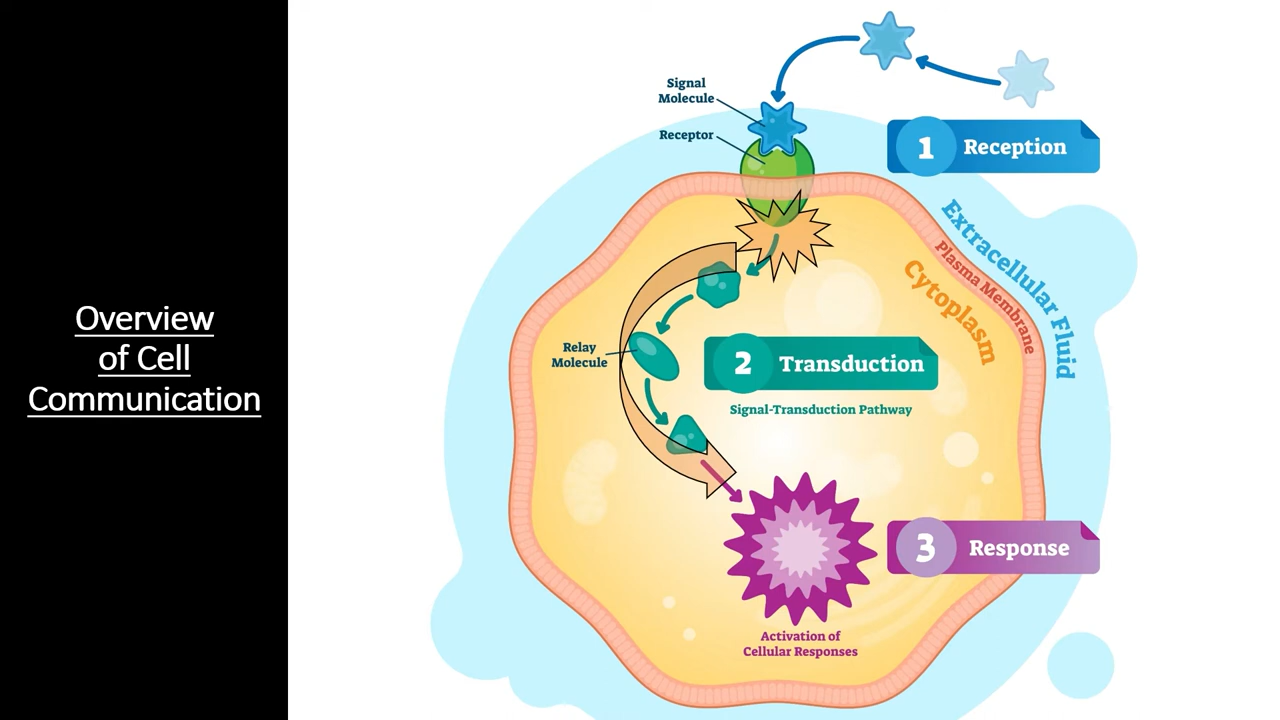 Overview
of Cell
Communication
Signal
Molecule
Receptor
1 Reception
Extracellular Fluid
Plasma Membrane
Cytoplasm
Relay
Molecule
2 Transduction
Signal-Transduction Pathway
3 Response
Activation of
Cellular Responses